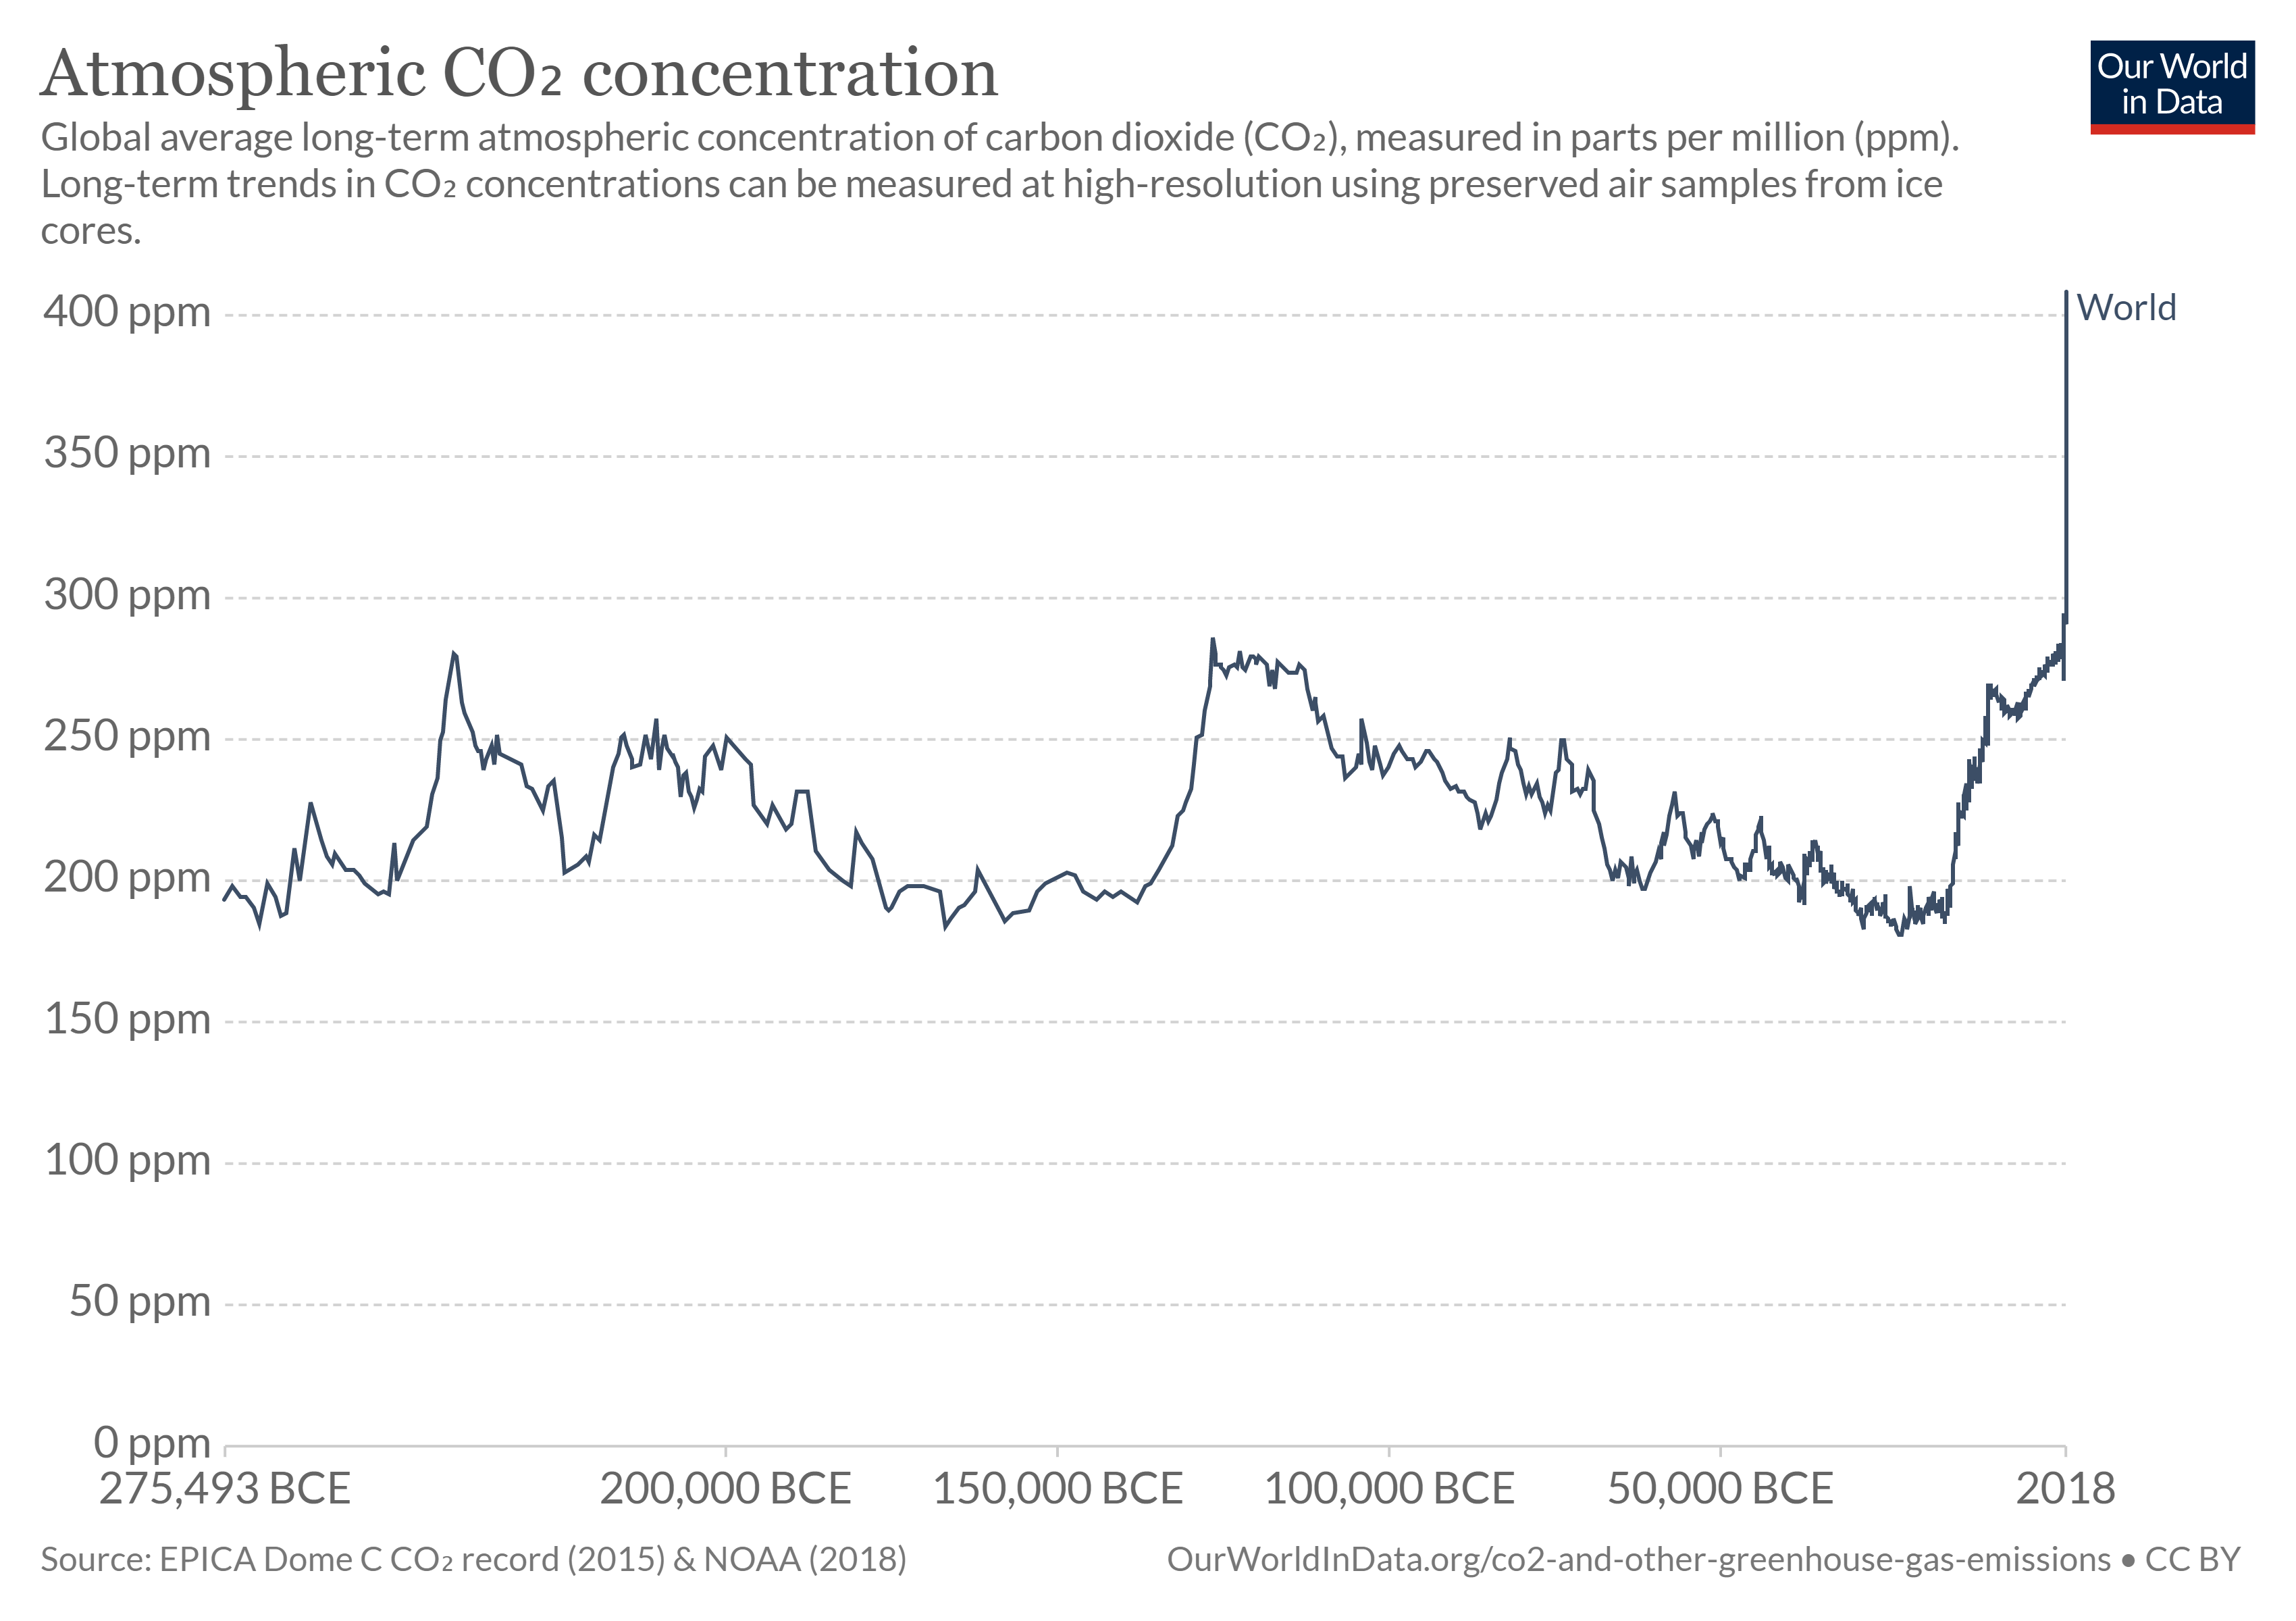 Atmospheric CO₂ concentration
Our World
in Data
Global average long-term atmospheric concentration of carbon dioxide (CO₂), measured in parts per million (ppm).
Long-term trends in CO₂ concentrations can be measured at high-resolution using preserved air samples from ice
cores.
400 ppm
World
350 ppm
300 ppm
250 ppm
200 ppm
150 ppm
100 ppm
50 ppm
0 ppm
275,493 BCE 200,000 BCE 150,000 BCE 100,000 BCE 50,000 BCE 2018
Source: EPICA Dome C CO₂ record (2015) & NOAA (2018) OurWorldInData.org/co2-and-other-greenhouse-gas-emissions • CC BY